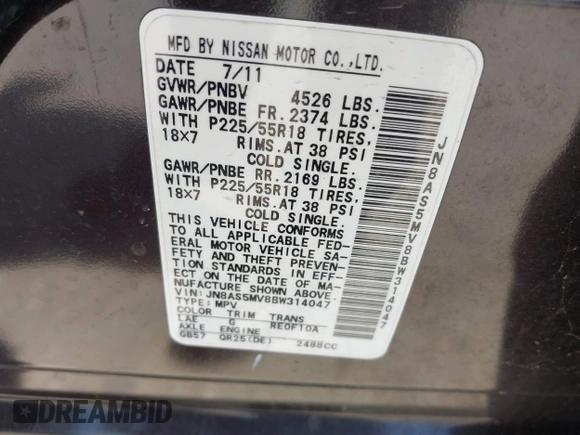 MFD BY NISSAN MOTOR CO.,LTD.
DATE 7/11
GVWR/PNBV 4526 LBS.
GAWR/PNBE FR. 2374 LBS.
WITH P225/55R18 TIRES,
18X7 RIMS.AT 38 PSI
COLD SINGLE.
GAWR/PNBE RR. 2169 LBS.
WITH P225/55R18 TIRES,
18X7 RIMS.AT 38 PSI
COLD SINGLE.
THIS VEHICLE CONFORMS
TO ALL APPLICABLE FED-
ERAL MOTOR VEHICLE SA-
FETY AND THEFT PREVEN-
TION STANDARDS IN EFF-
ECT ON THE DATE OF MA-
NUFACTURE SHOWN ABOVE.
VIN: JN8AS5MV8BW314047
TYPE: MPV
COLOR TRIM TRANS
LAE G RE0F10A
AXLE ENGINE
GB57 QR25(DE) 2488CC
JN8AS5MV8BW314047
DREAMBID